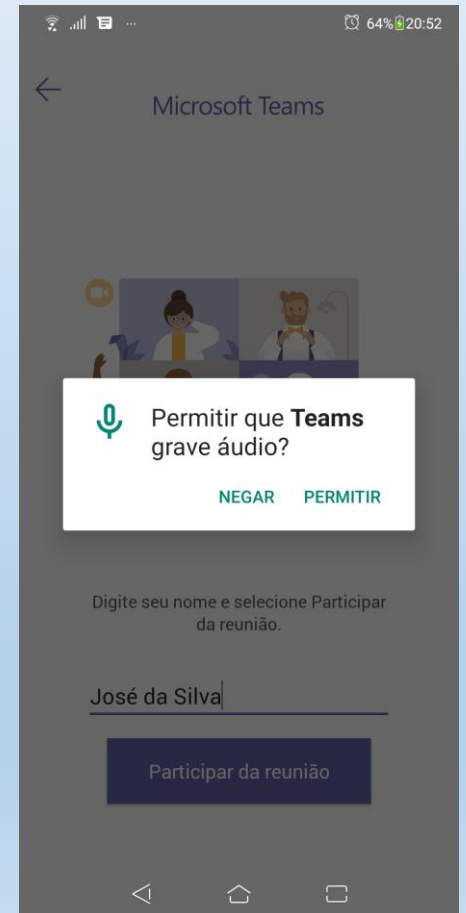 64% 20:52
Microsoft Teams
Permitir que Teams
grave áudio?
NEGAR PERMITIR
Digite seu nome e selecione Participar
da reunião.
José da Silva
Participar da reunião